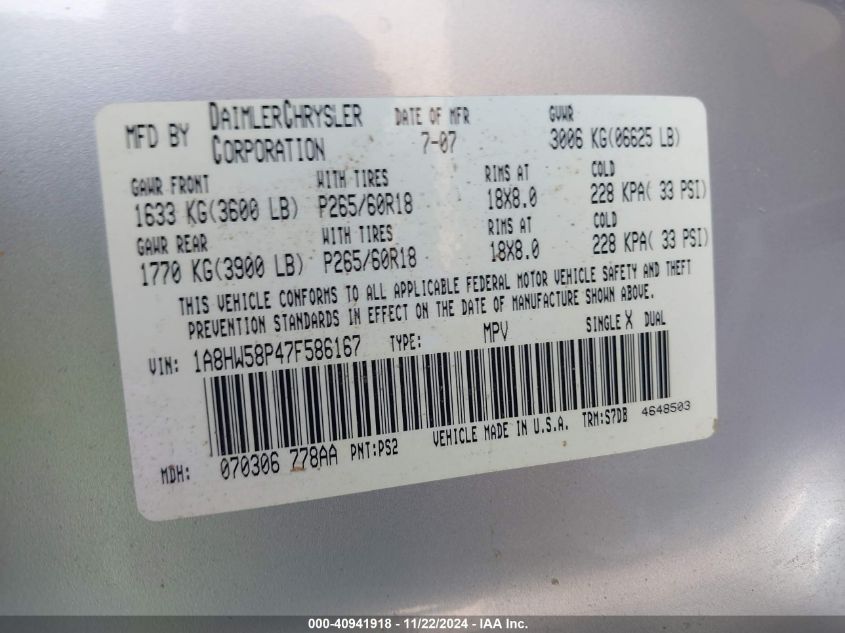 MFD BY DAIMLERCHRYSLER CORPORATION DATE OF MFR 7-07 GVWR 3006 KG(06625 LB)
GAWR FRONT WITH TIRES RIMS AT COLD
1633 KG(3600 LB) P265/60R18 18X8.0 228 KPA( 33 PSI)
GAWR REAR WITH TIRES RIMS AT COLD
1770 KG(3900 LB) P265/60R18 18X8.0 228 KPA( 33 PSI)
THIS VEHICLE CONFORMS TO ALL APPLICABLE FEDERAL MOTOR VEHICLE SAFETY AND THEFT
PREVENTION STANDARDS IN EFFECT ON THE DATE OF MANUFACTURE SHOWN ABOVE.
VIN: 1A8HW58P47F586167 TYPE: MPV SINGLE X DUAL
MDH: 070306 778AA PNT:PS2 VEHICLE MADE IN U.S.A. TRM:S7DB 4648503
000-40941918 - 11/22/2024 - IAA Inc.